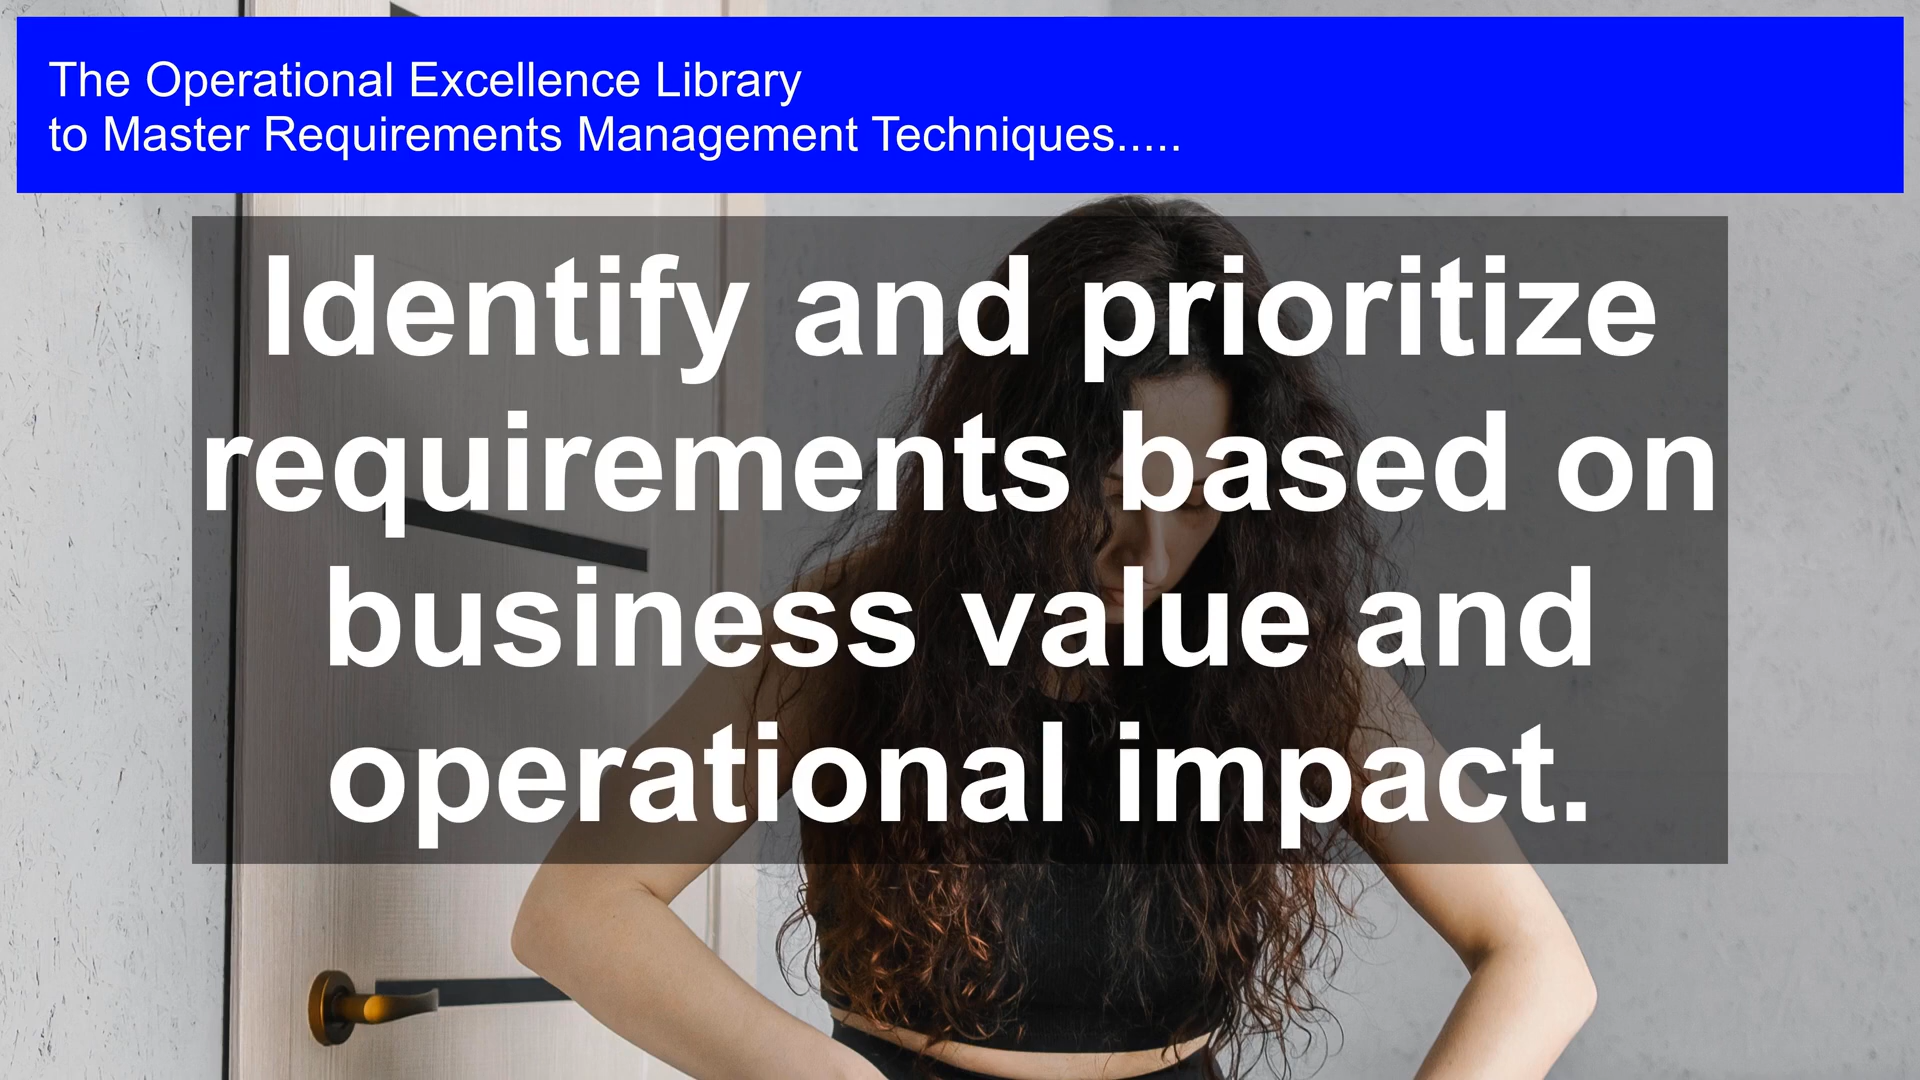 The Operational Excellence Library
to Master Requirements Management Techniques.....
Identify and prioritize
requirements based on
business value and
operational impact.